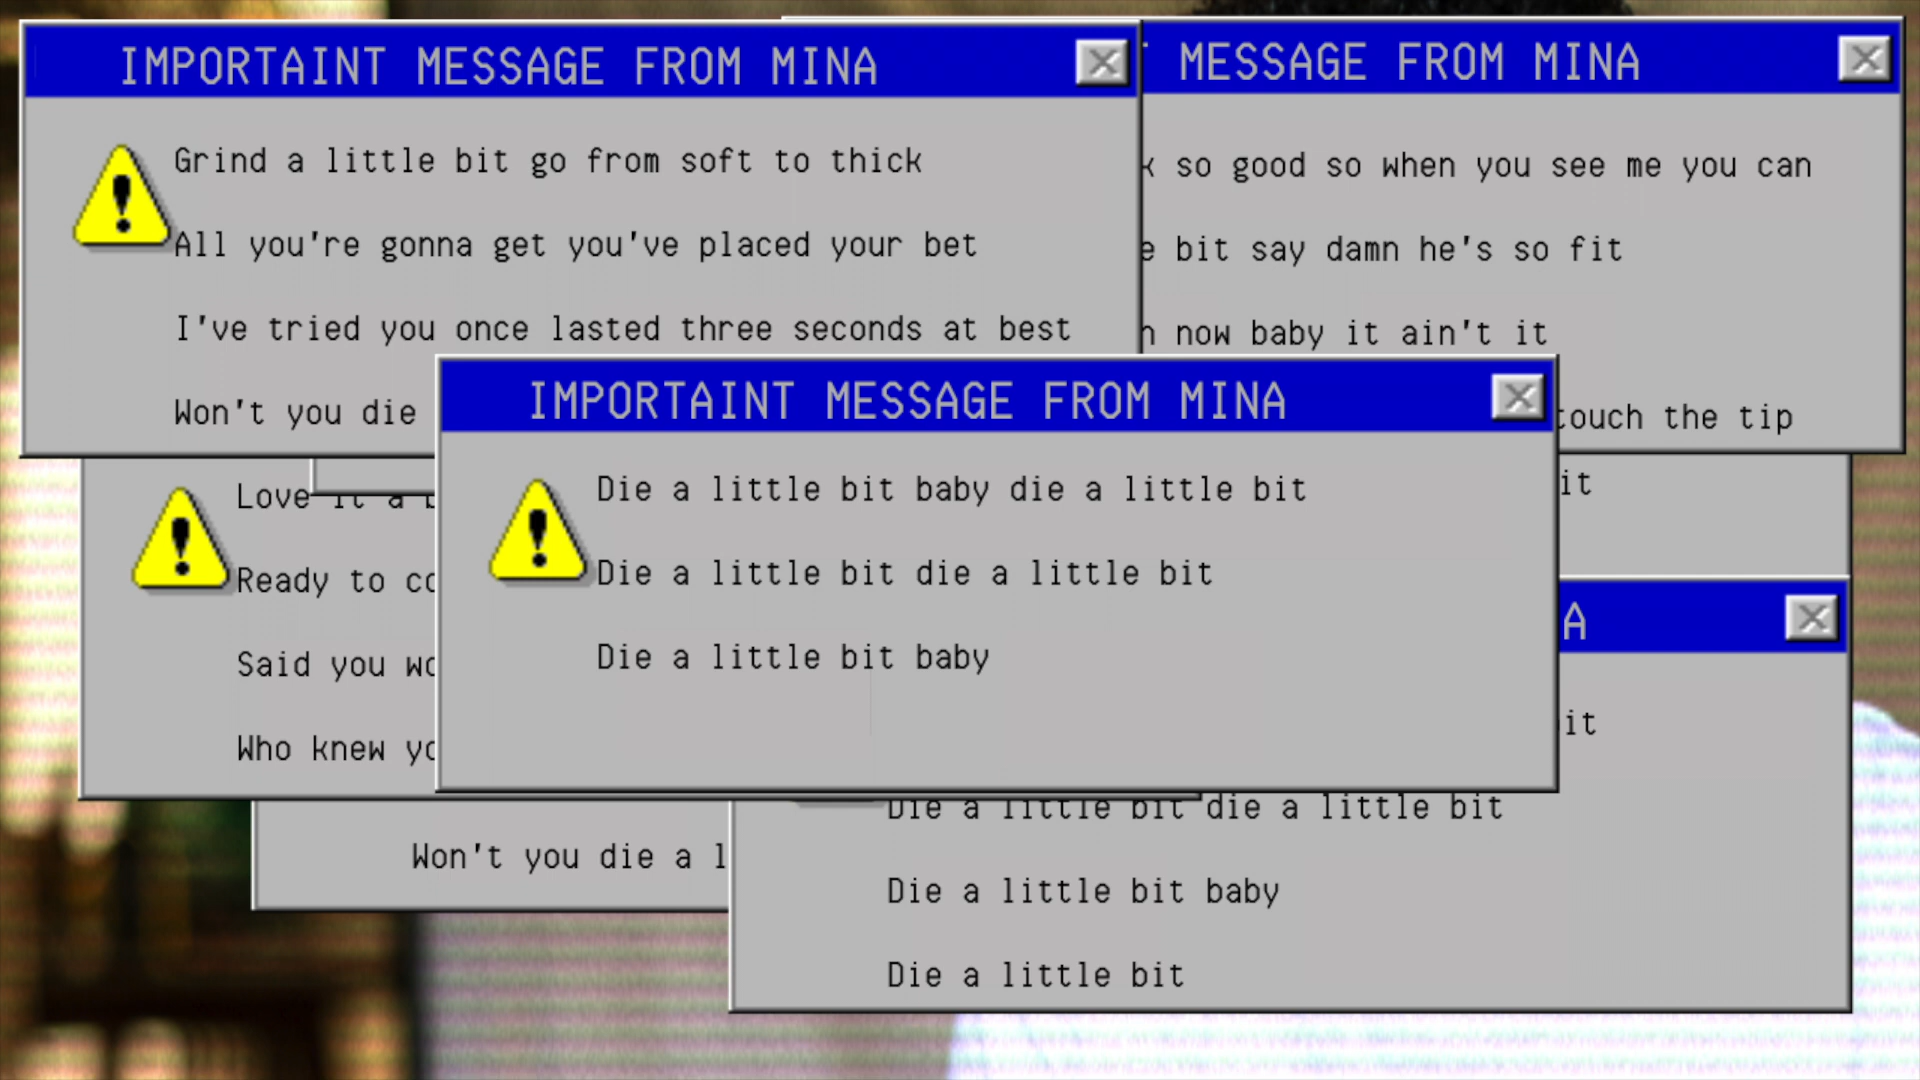 IMPORTAINT MESSAGE FROM MINA
Grind a little bit go from soft to thick
All you're gonna get you've placed your bet
I've tried you once lasted three seconds at best
Won't you die
MESSAGE FROM MINA
so good so when you see me you can
bit say damn he's so fit
now baby it ain't it
touch the tip
IMPORTAINT MESSAGE FROM MINA
Die a little bit baby die a little bit
Die a little bit die a little bit
Die a little bit baby
Love it a
Ready to
Said you
Who knew
it
Won't you die a
it
Die a little bit die a little bit
Die a little bit baby
Die a little bit